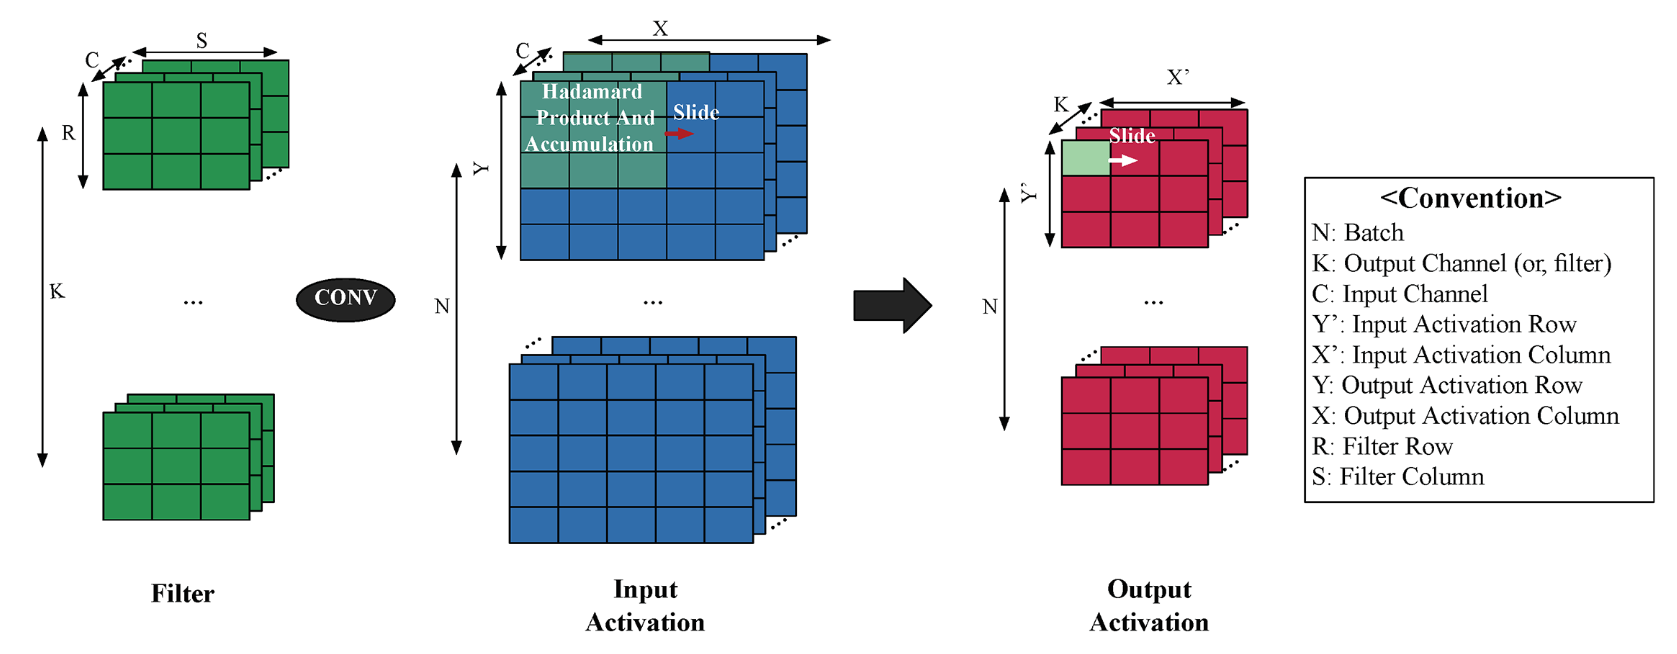 C
S
R
K
...
Filter
CONV
X
C
Y
Hadamard
Product And
Accumulation
Slide
N
...
Input
Activation
X’
K
Slide
Y’
N
...
Output
Activation
<Convention>
N: Batch
K: Output Channel (or, filter)
C: Input Channel
Y’: Input Activation Row
X’: Input Activation Column
Y: Output Activation Row
X: Output Activation Column
R: Filter Row
S: Filter Column